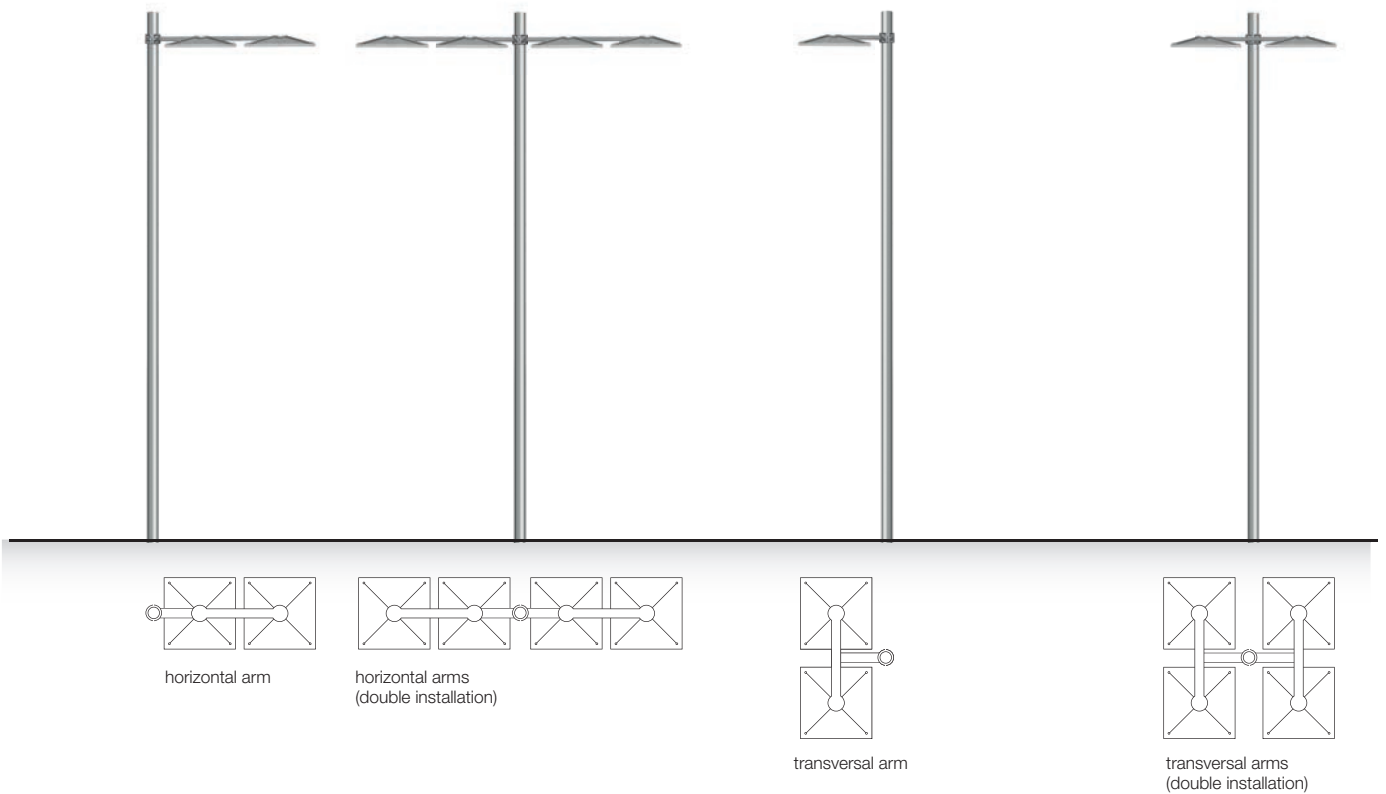 horizontal arm
horizontal arms
(double installation)
transversal arm
transversal arms
(double installation)